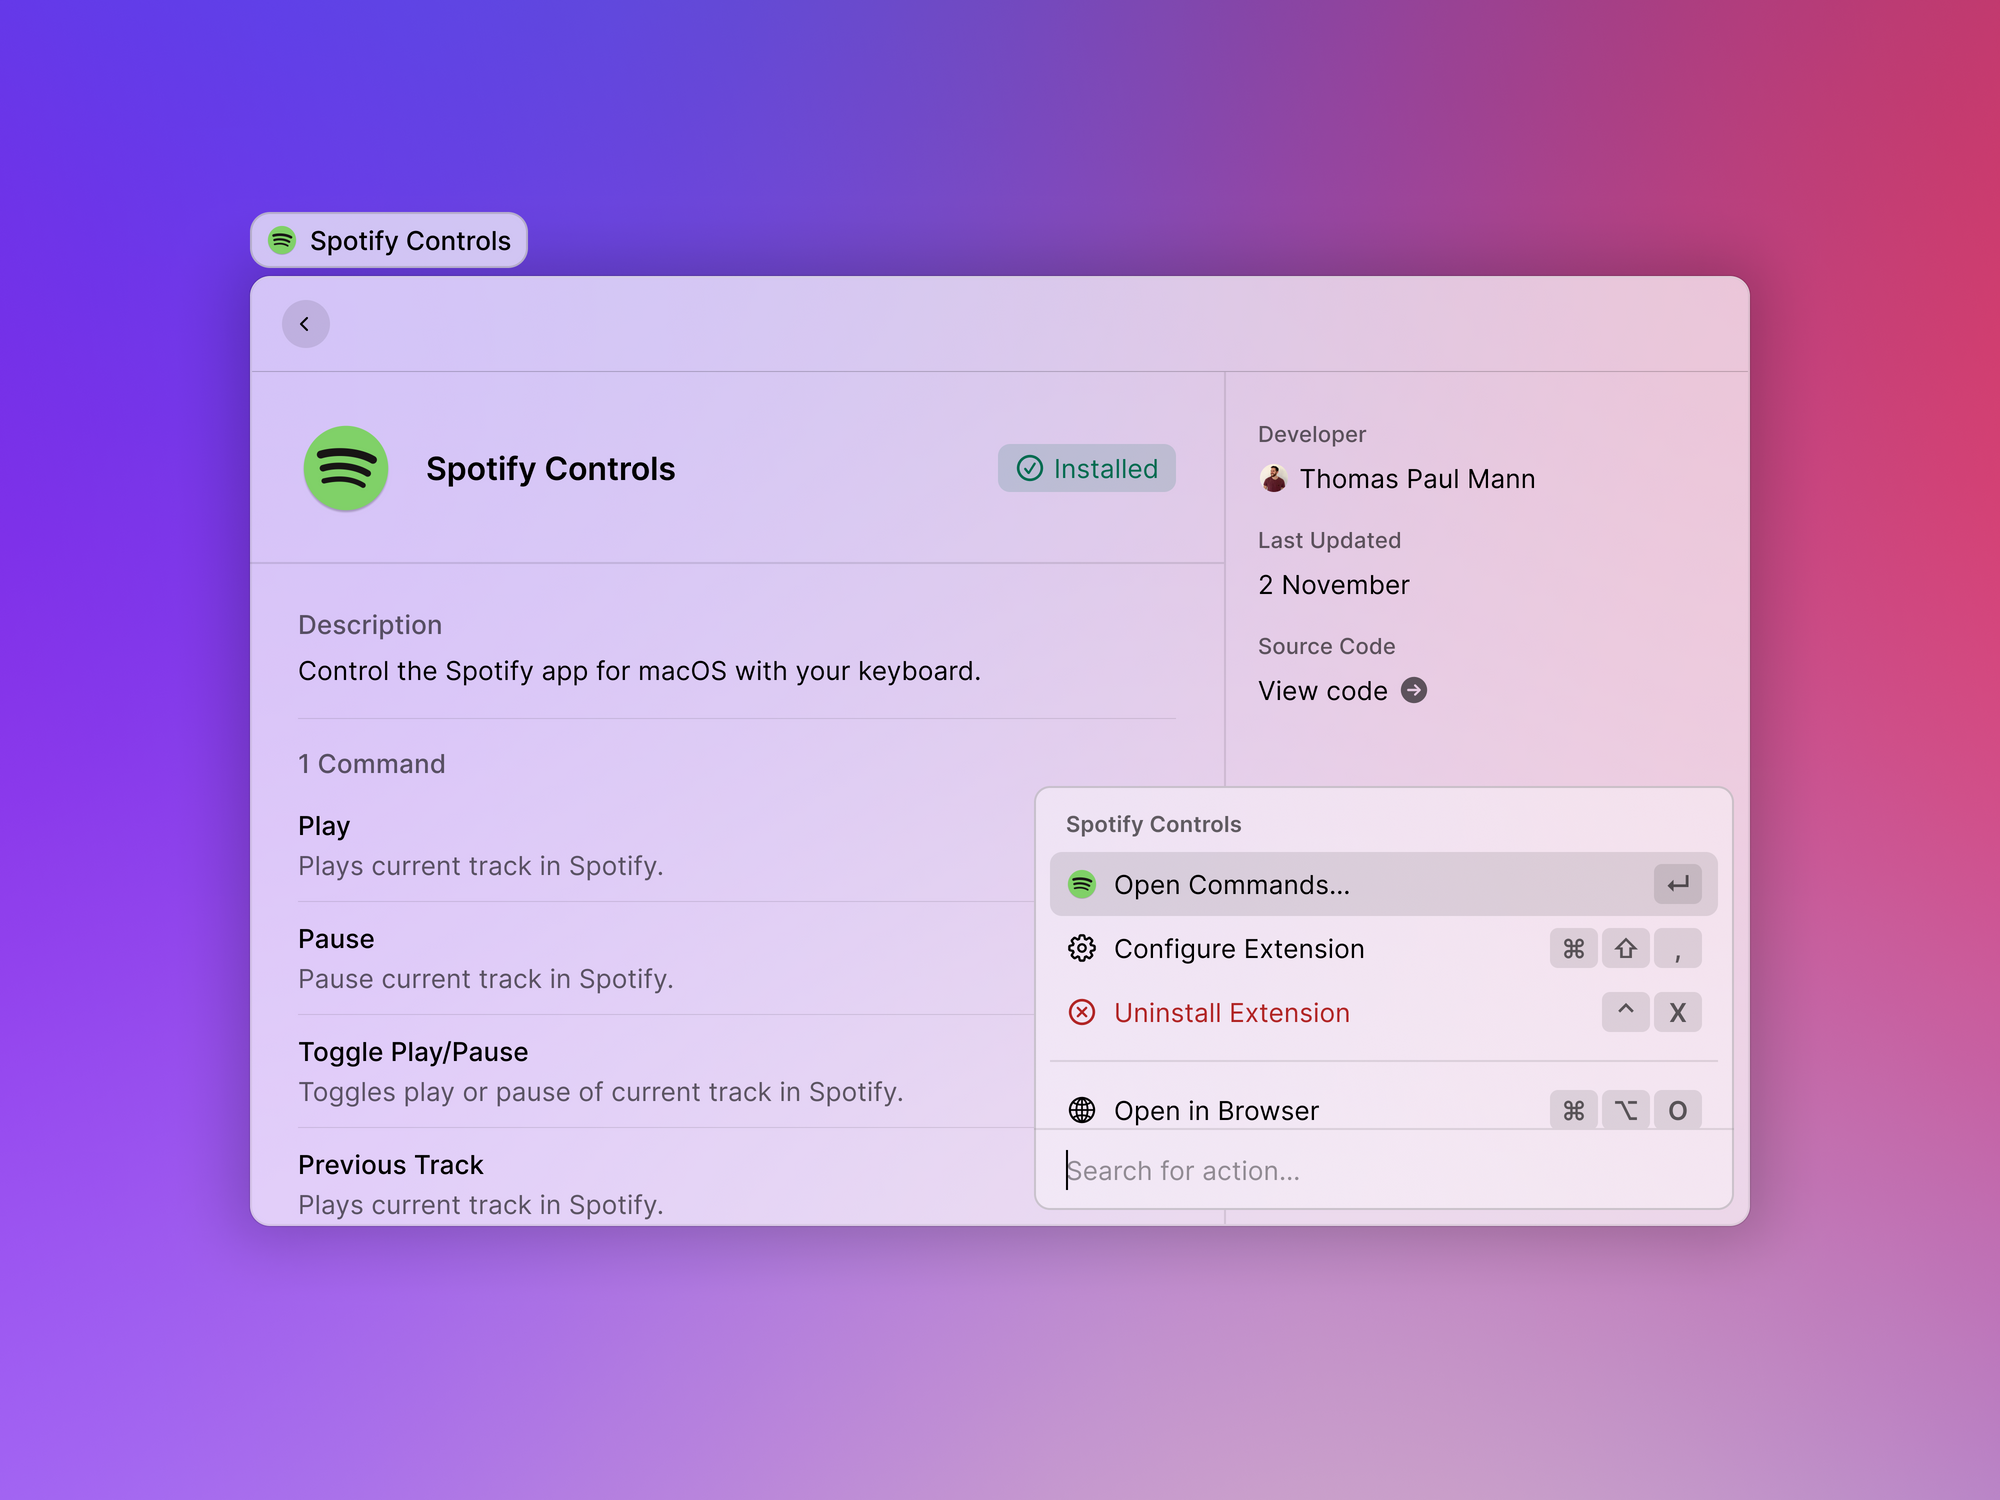 Spotify Controls
Spotify Controls
Installed
Description
Control the Spotify app for macOS with your keyboard.
1 Command
Play
Plays current track in Spotify.
Pause
Pause current track in Spotify.
Toggle Play/Pause
Toggles play or pause of current track in Spotify.
Previous Track
Plays current track in Spotify.
Developer
Thomas Paul Mann
Last Updated
2 November
Source Code
View code
Spotify Controls
Open Commands...
Configure Extension ⌘ ⇧ ,
Uninstall Extension ^ X
Open in Browser ⌘ ⌥ O
Search for action...